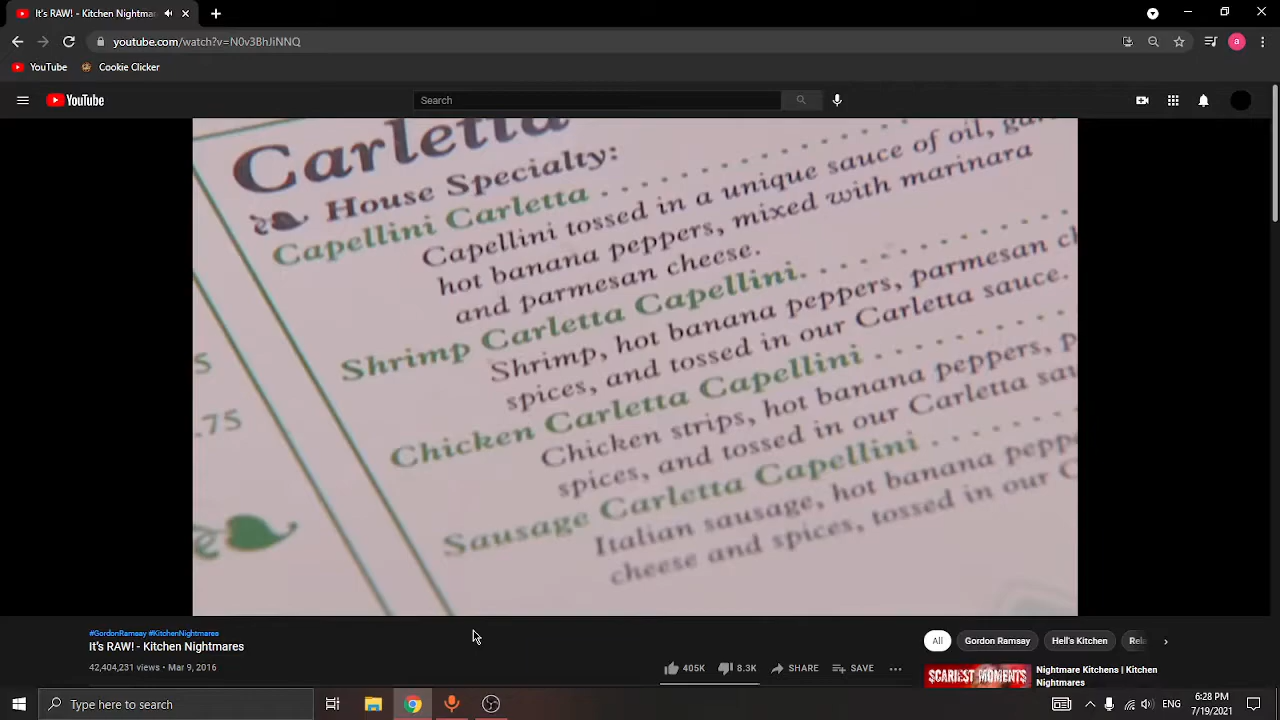 It's RAW! - Kitchen Nightma
youtube.com/watch?v=N0v3BhJiNNQ
a
YouTube
Cookie Clicker
YouTube
Search
Carletta
House Specialty:
Capellini Carletta . . . . . . . . . . . . . . . .
Capellini tossed in a unique sauce of oil,
hot banana peppers, mixed with marinara
and parmesan cheese.
Shrimp Carletta Capellini. . . . . . . . . . . . .
Shrimp, hot banana peppers, parmesan
spices, and tossed in our Carletta sauce.
Chicken Carletta Capellini . . . . . . . . . .
Chicken strips, hot banana peppers, p
spices, and tossed in our Carletta sau
Sausage Carletta Capellini . . . . . . . .
Italian sausage, hot banana peppe
cheese and spices, tossed in our C
5
.75
#GordonRamsay #KitchenNightmares
It's RAW! - Kitchen Nightmares
42,404,231 views • Mar 9, 2016
405K
8.3K
SHARE
SAVE
All
Gordon Ramsay
Hell's Kitchen
Rela
SCARIEST MOMENTS
Nightmare Kitchens | Kitchen
Nightmares
Type here to search
ENG
6:28 PM
7/19/2021